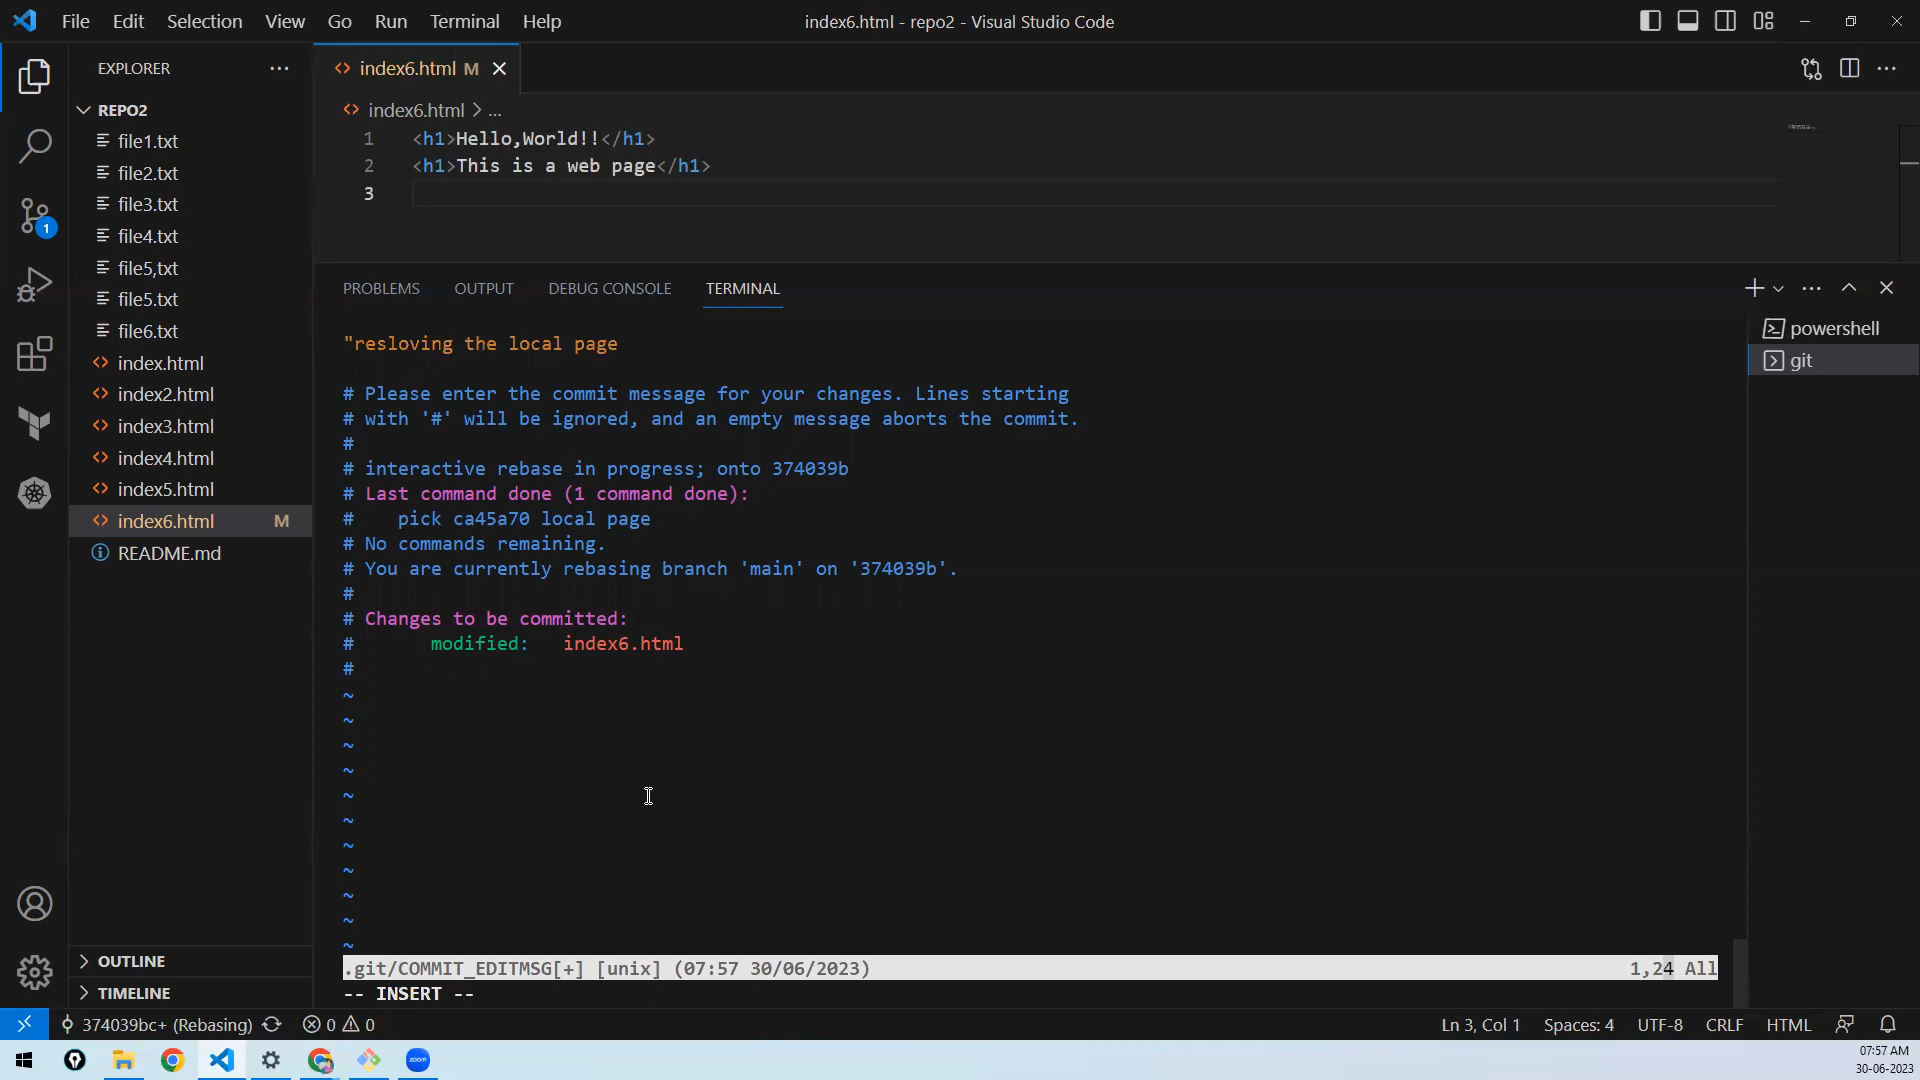 File Edit Selection View Go Run Terminal Help
index6.html - repo2 - Visual Studio Code
EXPLORER
REPO2
file1.txt
file2.txt
file3.txt
file4.txt
file5,txt
file5.txt
file6.txt
index.html
index2.html
index3.html
index4.html
index5.html
index6.html M
README.md
OUTLINE
TIMELINE
1
index6.html M
index6.html > ...
1 <h1>Hello,World!!</h1>
2 <h1>This is a web page</h1>
3
PROBLEMS OUTPUT DEBUG CONSOLE TERMINAL
powershell
git
"resloving the local page
# Please enter the commit message for your changes. Lines starting
# with '#' will be ignored, and an empty message aborts the commit.
#
# interactive rebase in progress; onto 374039b
# Last command done (1 command done):
# pick ca45a70 local page
# No commands remaining.
# You are currently rebasing branch 'main' on '374039b'.
#
# Changes to be committed:
# modified: index6.html
#
~
~
~
~
~
~
~
~
~
~
~
.git/COMMIT_EDITMSG[+] [unix] (07:57 30/06/2023) 1,24 All
-- INSERT --
374039bc+ (Rebasing) 0 0 Ln 3, Col 1 Spaces: 4 UTF-8 CRLF HTML
zoom
07:57 AM
30-06-2023